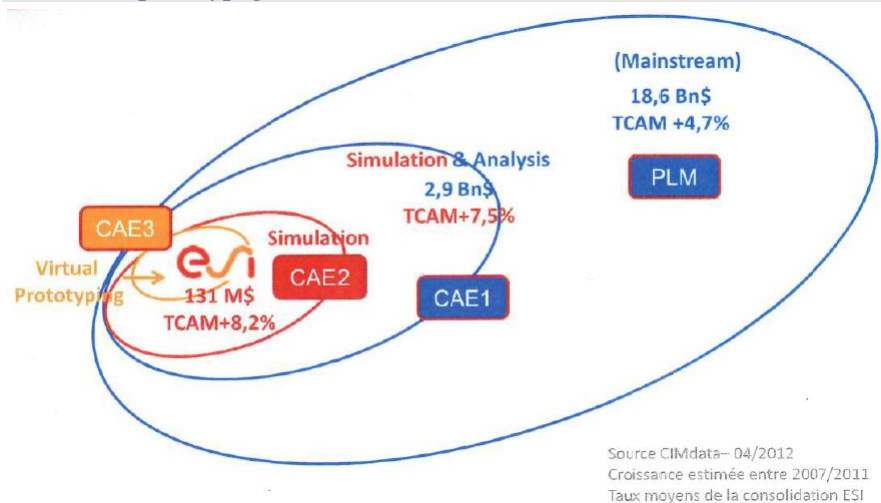 (Mainstream)
18,6 Bn$
TCAM +4,7%
PLM
Simulation & Analysis
2,9 Bn$
TCAM+7,5%
CAE1
CAE3
Virtual
Prototyping
esi
Simulation
CAE2
131 M$
TCAM+8,2%
Source CIMdata– 04/2012
Croissance estimée entre 2007/2011
Taux moyens de la consolidation ESI